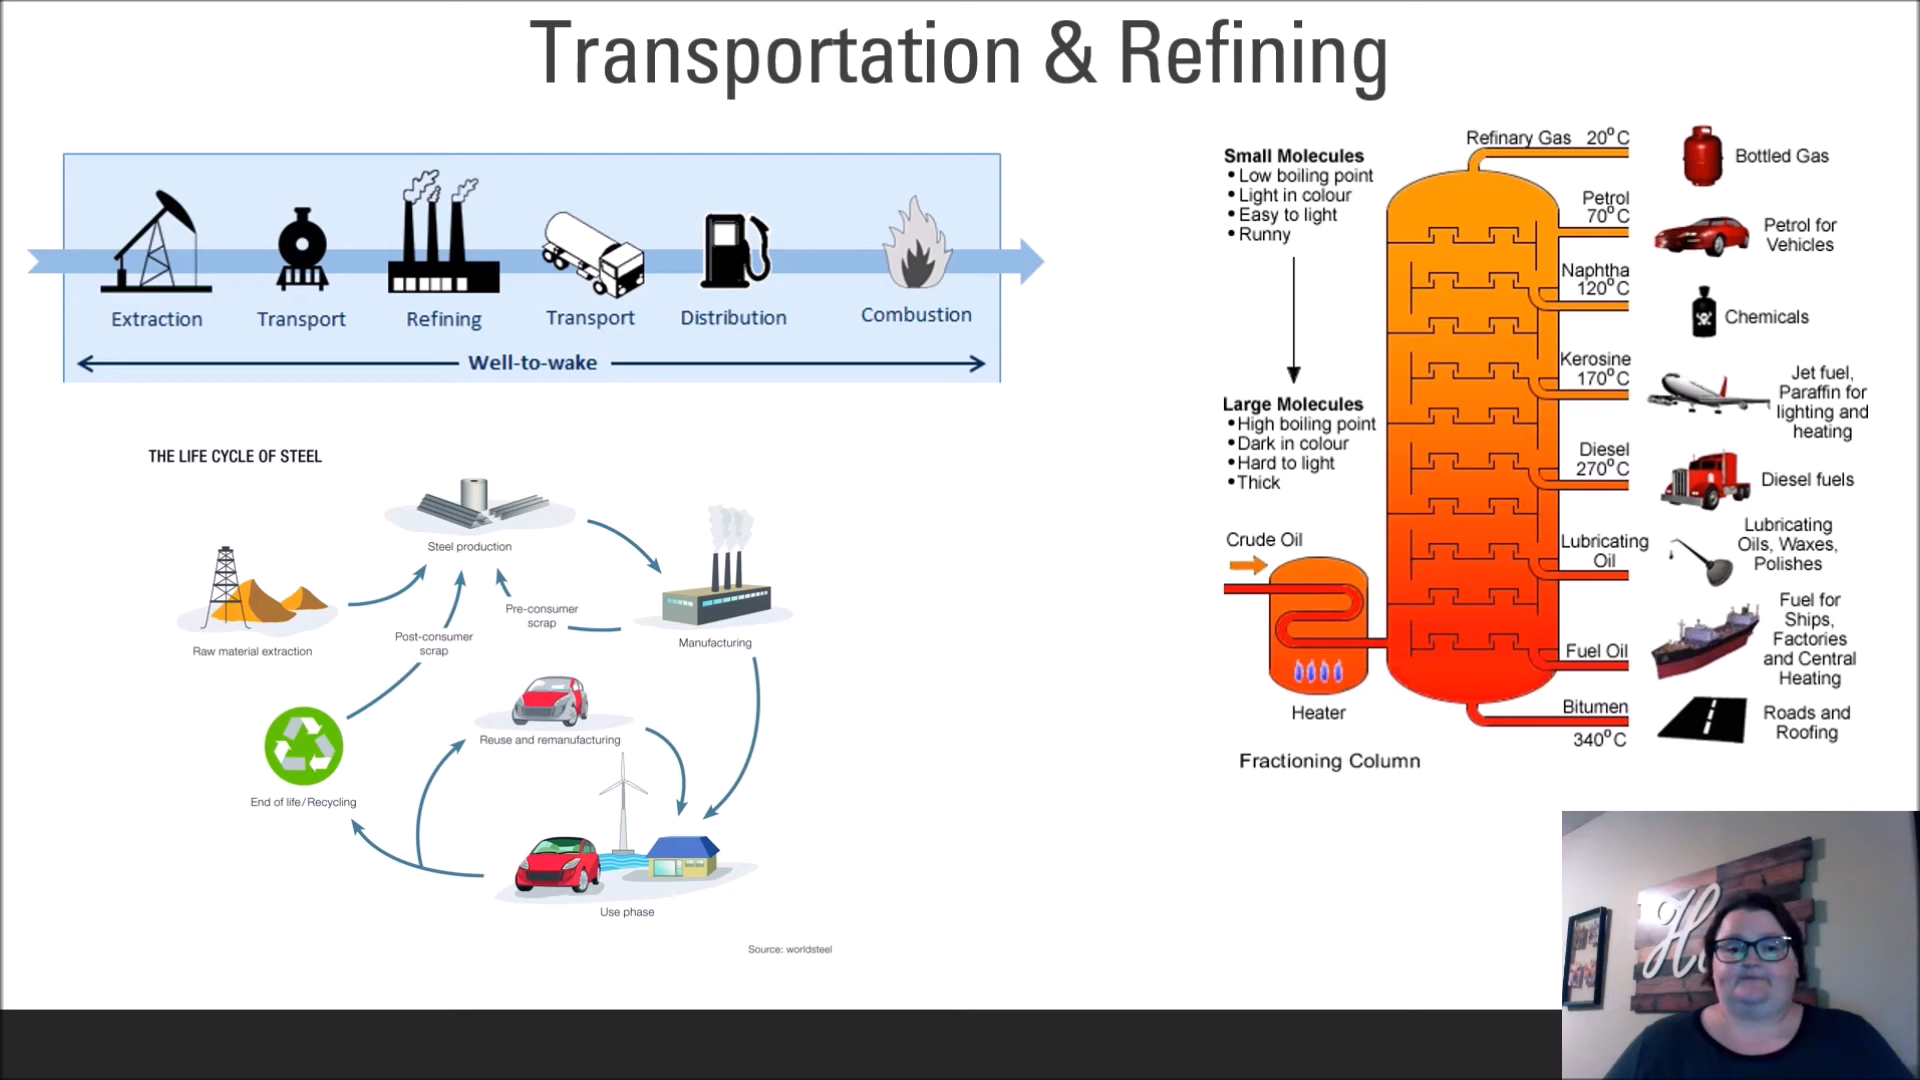 Transportation & Refining
Extraction
Transport
Refining
Transport
Distribution
Combustion
Well-to-wake
THE LIFE CYCLE OF STEEL
Steel production
Raw material extraction
Pre-consumer
scrap
Post-consumer
scrap
Manufacturing
Reuse and remanufacturing
End of life/Recycling
Use phase
Source: worldsteel
Small Molecules
• Low boiling point
• Light in colour
• Easy to light
• Runny
Large Molecules
• High boiling point
• Dark in colour
• Hard to light
• Thick
Crude Oil
Heater
Fractioning Column
Refinary Gas 20°C
Bottled Gas
Petrol
70°C
Petrol for
Vehicles
Naphtha
120°C
Chemicals
Kerosine
170°C
Jet fuel,
Paraffin for
lighting and
heating
Diesel
270°C
Diesel fuels
Lubricating
Oil
Lubricating
Oils, Waxes,
Polishes
Fuel Oil
Fuel for
Ships,
Factories
and Central
Heating
Bitumen
340°C
Roads and
Roofing